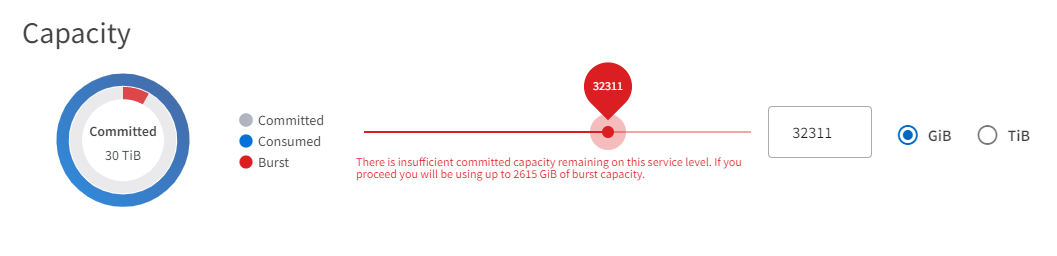 Capacity
Committed
30 TiB
Committed
Consumed
Burst
32311
There is insufficient committed capacity remaining on this service level. If you
proceed you will be using up to 2615 GiB of burst capacity.
32311
GiB
TiB